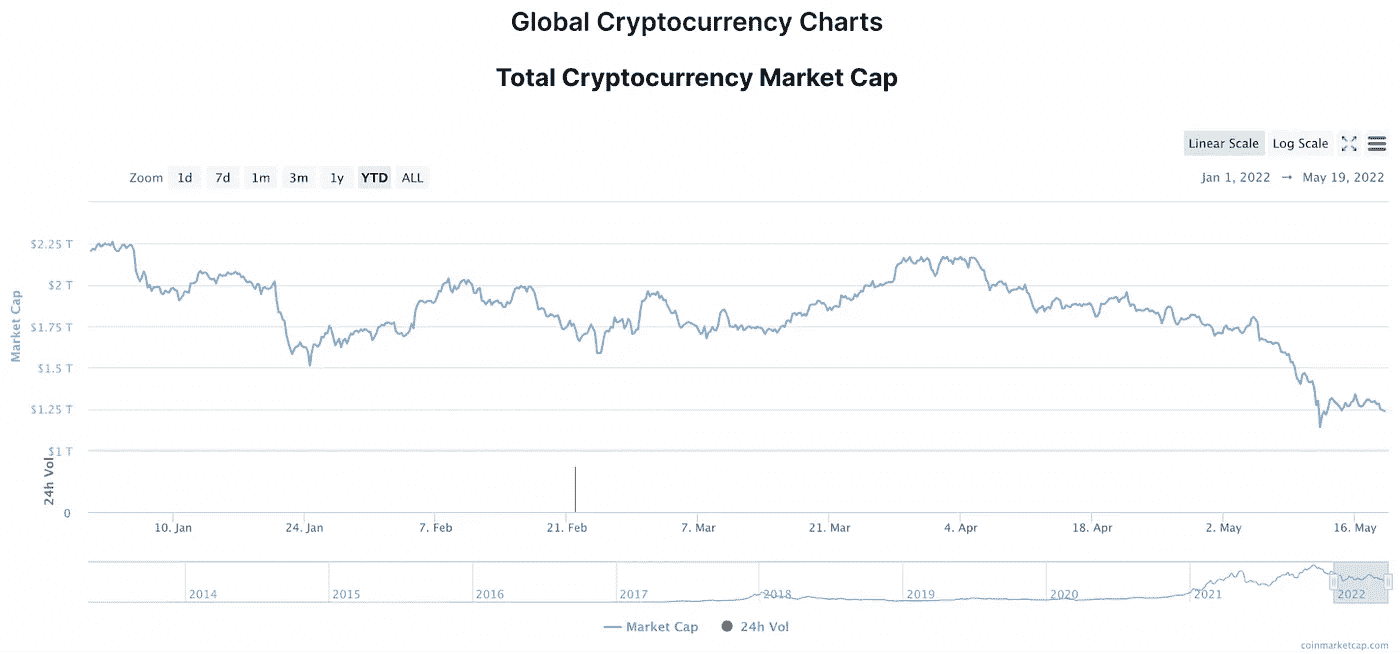 Global Cryptocurrency Charts
Total Cryptocurrency Market Cap
Linear Scale Log Scale
Zoom 1d 7d 1m 3m 1y YTD ALL
Jan 1, 2022 → May 19, 2022
$2.25 T
$2 T
$1.75 T
$1.5 T
$1.25 T
$1 T
0
Market Cap
24h Vol
10. Jan 24. Jan 7. Feb 21. Feb 7. Mar 21. Mar 4. Apr 18. Apr 2. May 16. May
2014 2015 2016 2017 2018 2019 2020 2021 2022
Market Cap 24h Vol
coinmarketcap.com